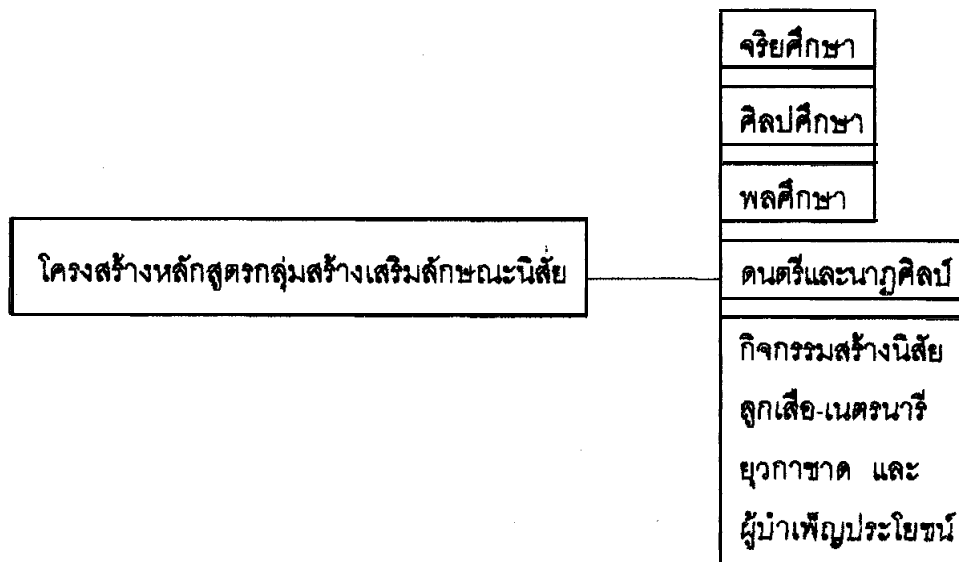 จริยศึกษา
ศิลปศึกษา
พลศึกษา
โครงสร้างหลักสูตรกลุ่มสร้างเสริมลักษณะนิสัย
ดนตรีและนาฏศิลป์
กิจกรรมสร้างนิสัย
ลูกเสือ-เนตรนารี
ยุวกาชาด และ
ผู้บำเพ็ญประโยชน์